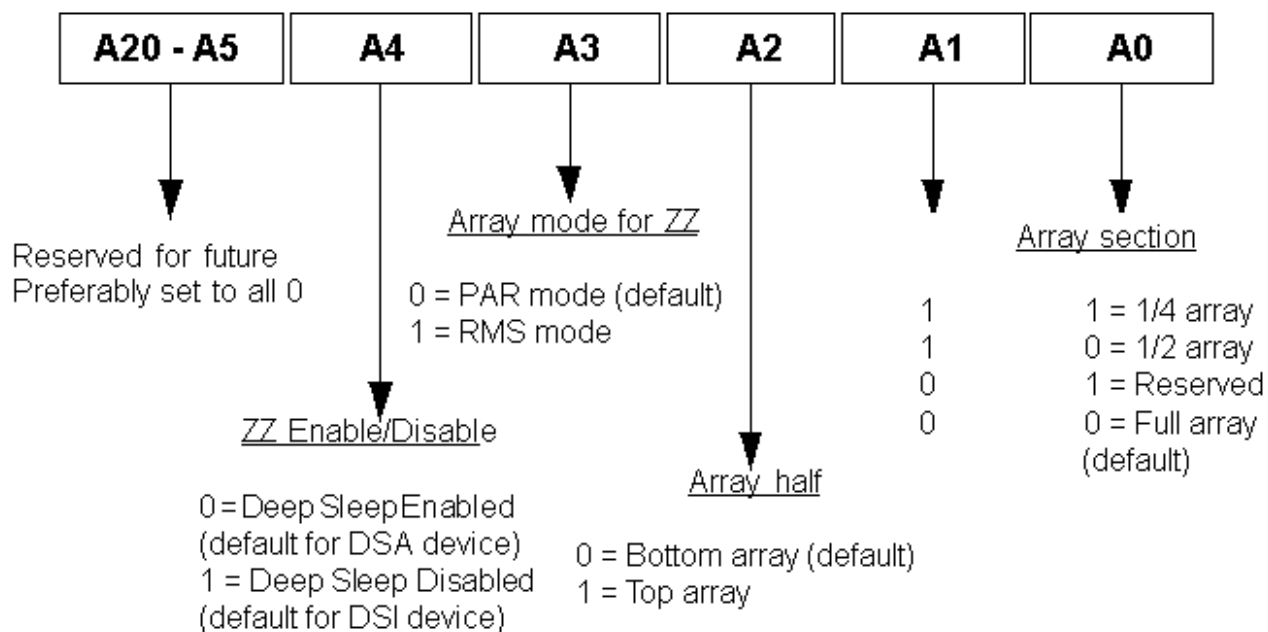 A20 - A5 A4 A3 A2 A1 A0
Reserved for future
Preferably set to all 0
Array mode for ZZ
0 = PAR mode (default)
1 = RMS mode
Array section
1 1 = 1/4 array
1 0 = 1/2 array
0 1 = Reserved
0 0 = Full array
(default)
ZZ Enable/Disable
0 = Deep Sleep Enabled
(default for DSA device)
1 = Deep Sleep Disabled
(default for DSI device)
Array half
0 = Bottom array (default)
1 = Top array